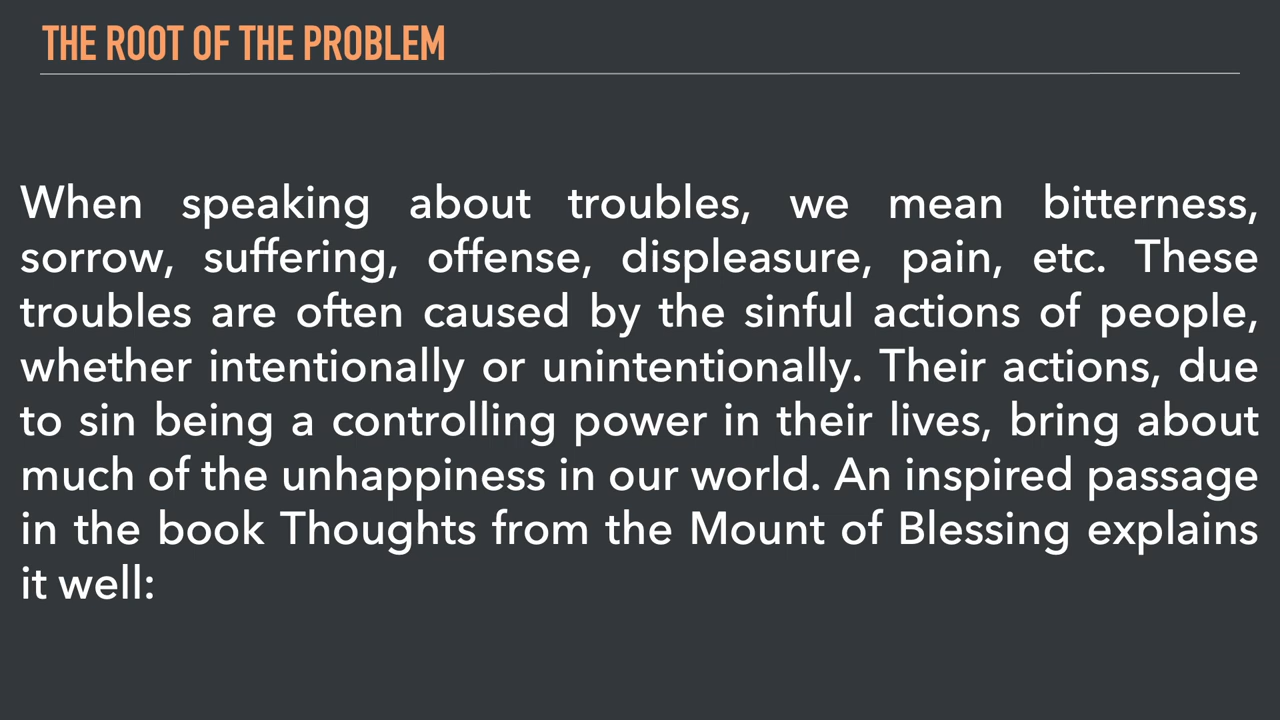 THE ROOT OF THE PROBLEM
When speaking about troubles, we mean bitterness,
sorrow, suffering, offense, displeasure, pain, etc. These
troubles are often caused by the sinful actions of people,
whether intentionally or unintentionally. Their actions, due
to sin being a controlling power in their lives, bring about
much of the unhappiness in our world. An inspired passage
in the book Thoughts from the Mount of Blessing explains
it well: